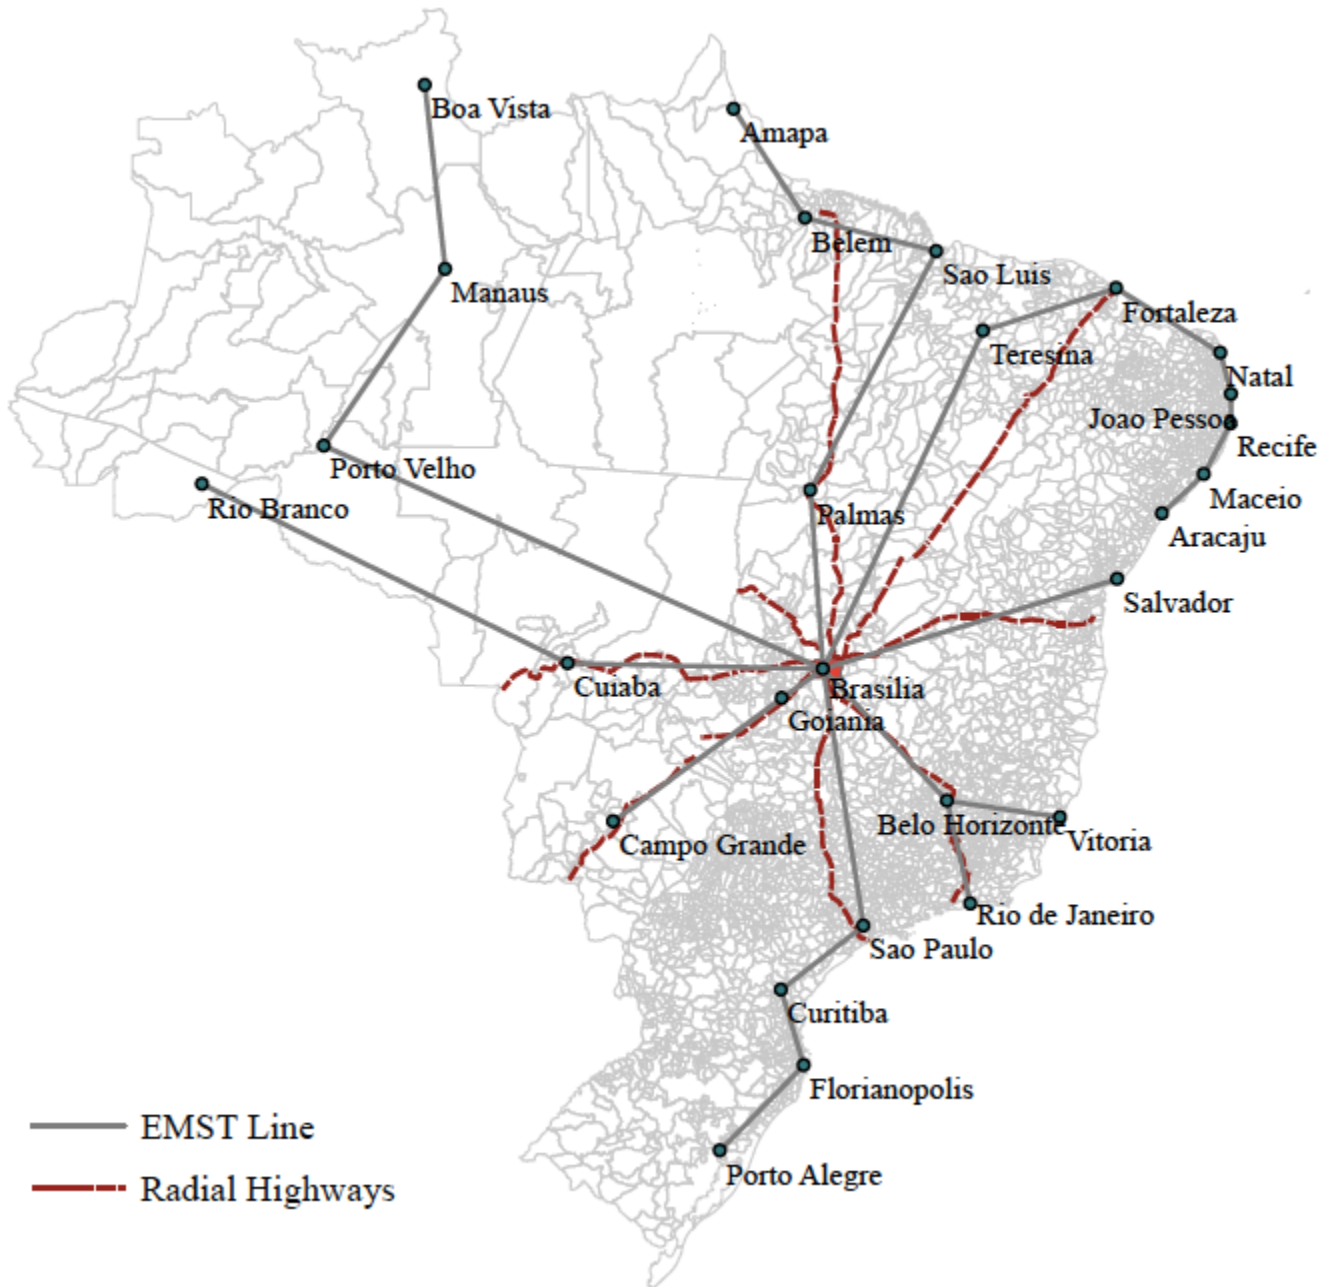 Boa Vista
Amapa
Belem
Sao Luis
Manaus
Fortaleza
Teresina
Natal
Joao Pessoa
Recife
Porto Velho
Maceio
Rio Branco
Palmas
Aracaju
Salvador
Cuiaba
Brasilia
Goiania
Belo Horizonte
Vitoria
Campo Grande
Rio de Janeiro
Sao Paulo
Curitiba
Florianopolis
EMST Line
Porto Alegre
Radial Highways